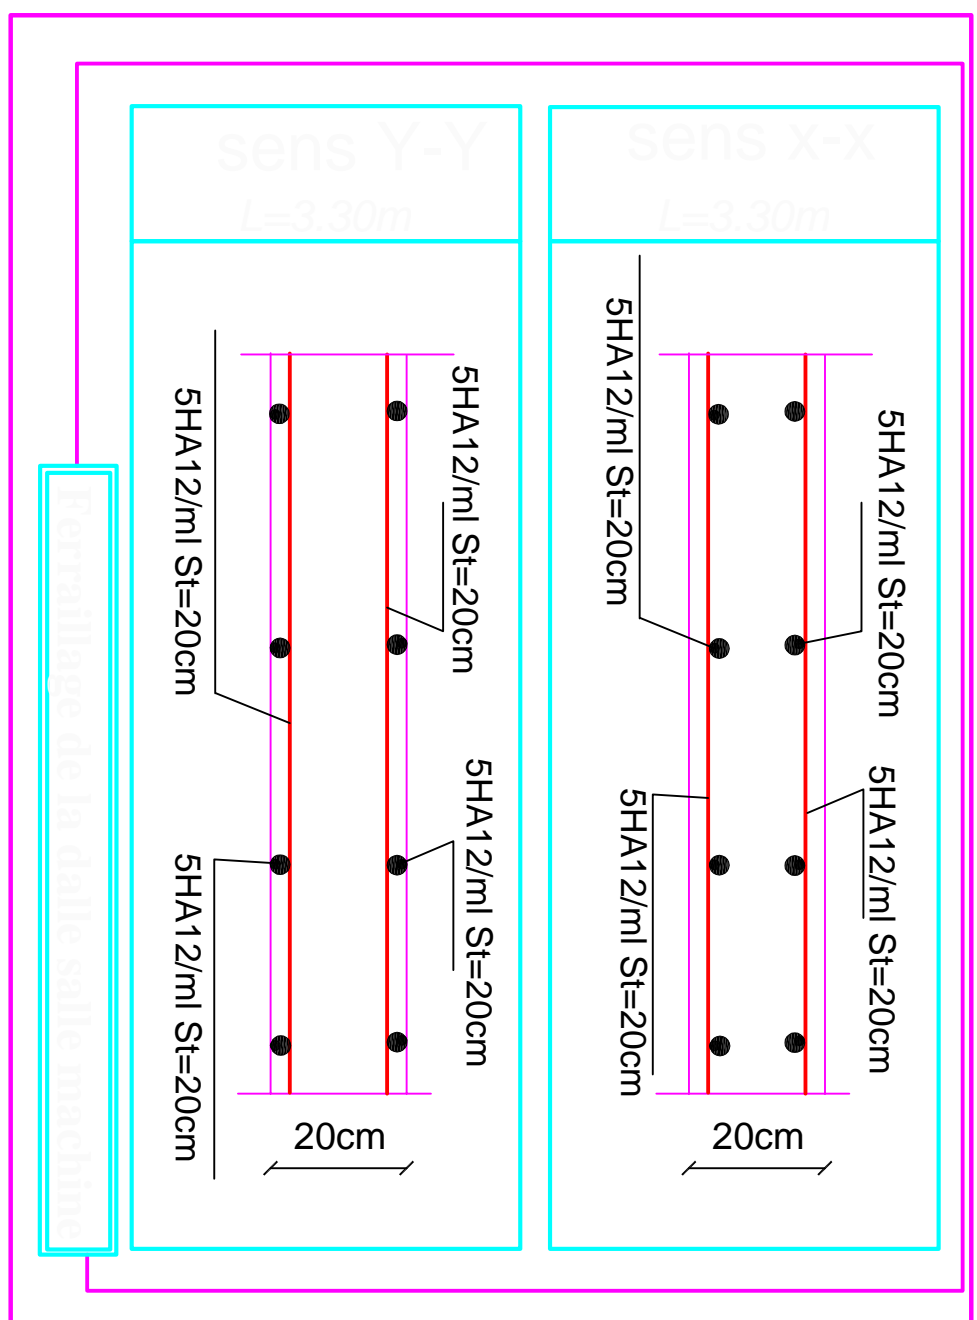 sens Y-Y
L=3.30m
5HA12/ml St=20cm
5HA12/ml St=20cm
5HA12/ml St=20cm
5HA12/ml St=20cm
20cm
sens x-x
L=3.30m
5HA12/ml St=20cm
5HA12/ml St=20cm
5HA12/ml St=20cm
5HA12/ml St=20cm
20cm
Ferraillage de la dalle salle machine